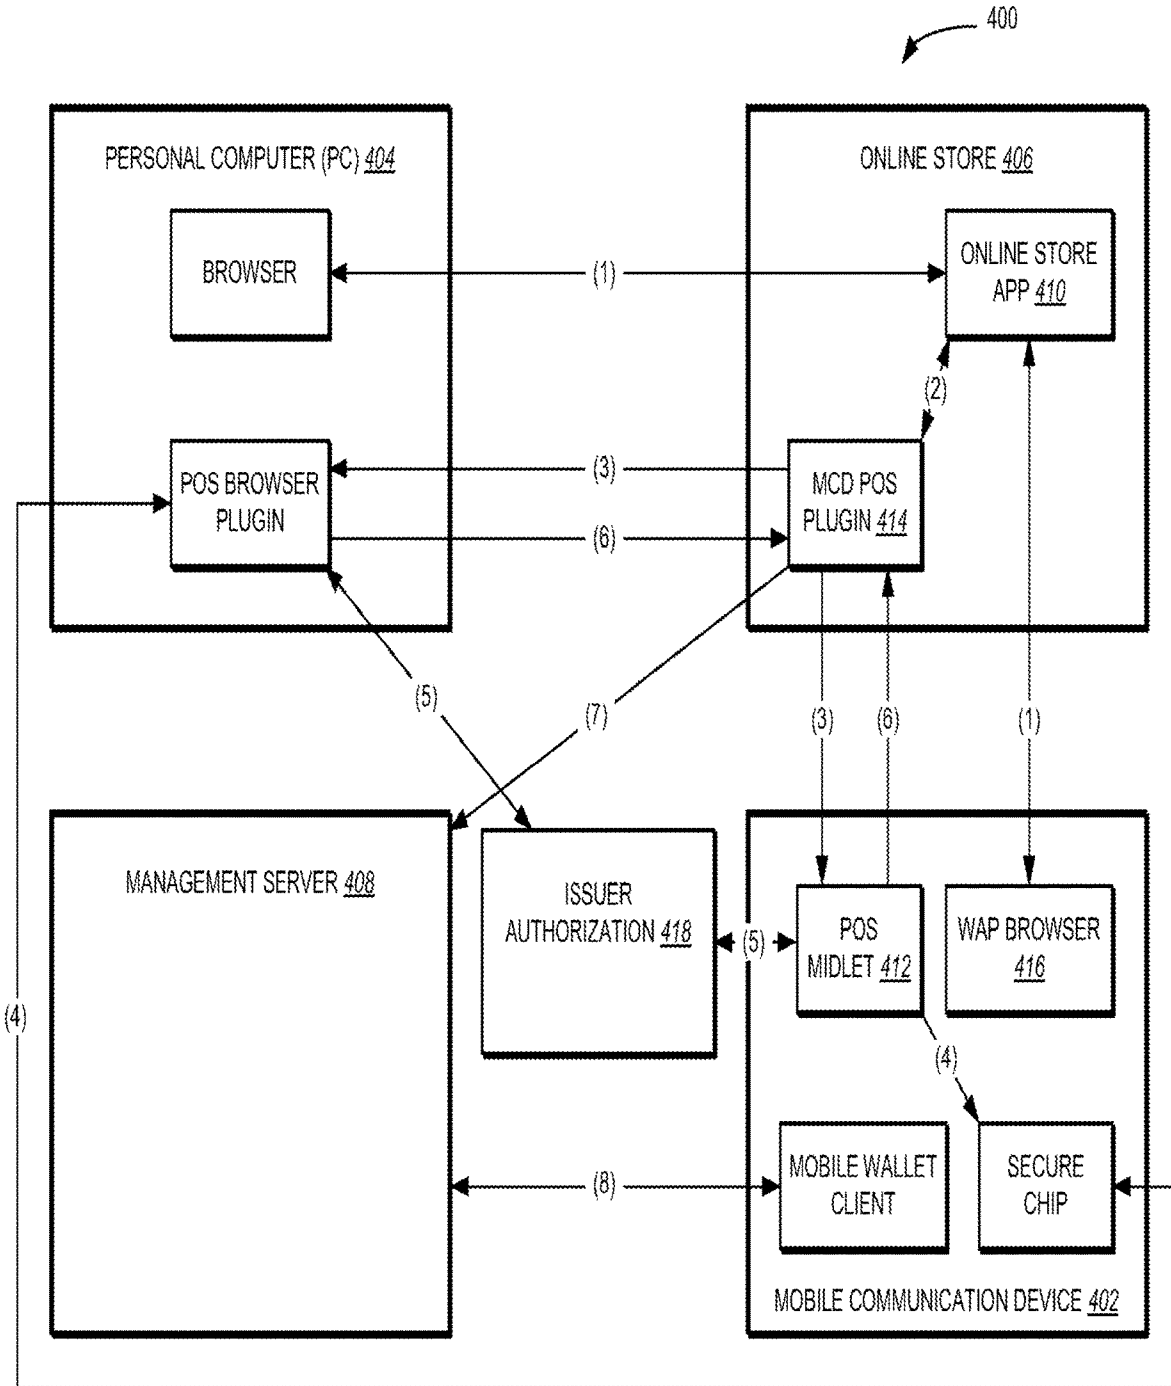 400
PERSONAL COMPUTER (PC) 404
ONLINE STORE 406
BROWSER
(1)
ONLINE STORE
APP 410
(2)
POS BROWSER
PLUGIN
(3)
(6)
MCD POS
PLUGIN 414
(5)
(7)
(3)
(6)
(1)
MANAGEMENT SERVER 408
ISSUER
AUTHORIZATION 418
(5)
POS
MIDLET 412
WAP BROWSER
416
(4)
(4)
(8)
MOBILE WALLET
CLIENT
SECURE
CHIP
MOBILE COMMUNICATION DEVICE 402